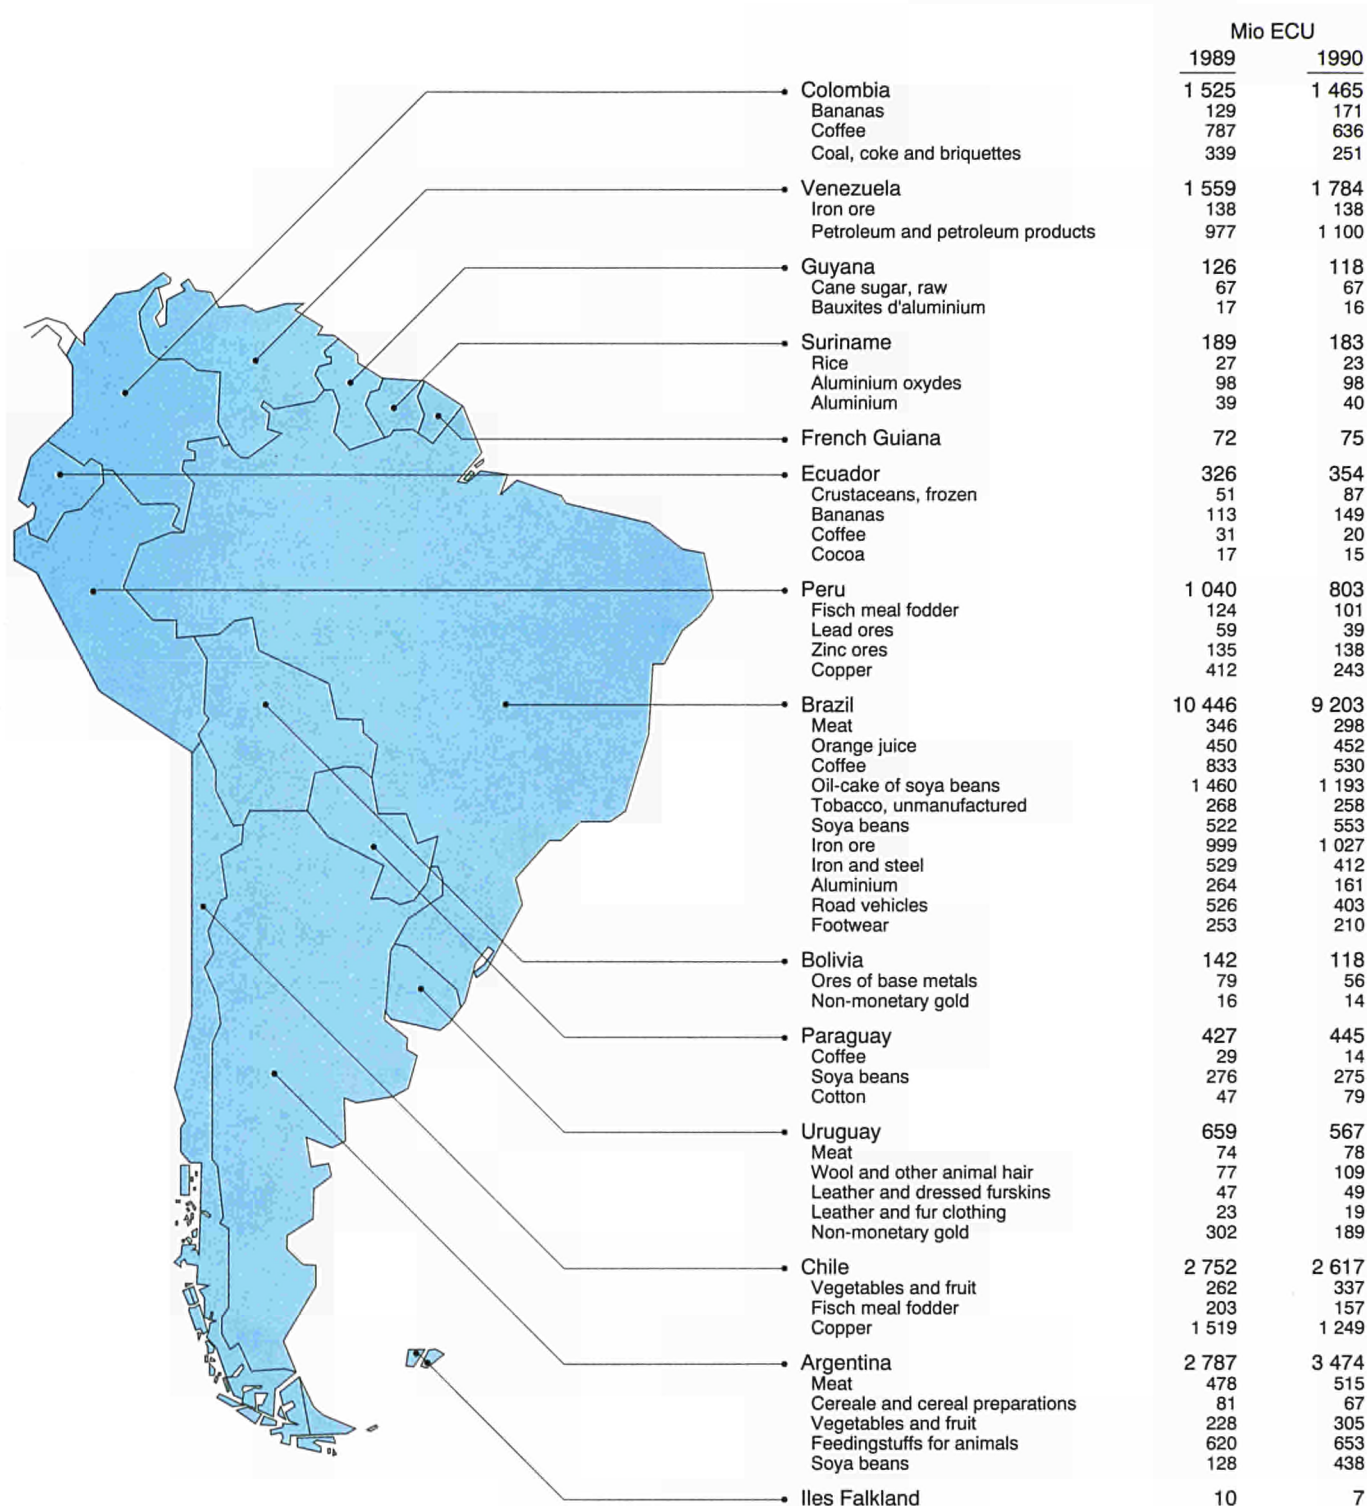 Mio ECU
1989 1990
Colombia 1 525 1 465
Bananas 129 171
Coffee 787 636
Coal, coke and briquettes 339 251
Venezuela 1 559 1 784
Iron ore 138 138
Petroleum and petroleum products 977 1 100
Guyana 126 118
Cane sugar, raw 67 67
Bauxites d'aluminium 17 16
Suriname 189 183
Rice 27 23
Aluminium oxydes 98 98
Aluminium 39 40
French Guiana 72 75
Ecuador 326 354
Crustaceans, frozen 51 87
Bananas 113 149
Coffee 31 20
Cocoa 17 15
Peru 1 040 803
Fisch meal fodder 124 101
Lead ores 59 39
Zinc ores 135 138
Copper 412 243
Brazil 10 446 9 203
Meat 346 298
Orange juice 450 452
Coffee 833 530
Oil-cake of soya beans 1 460 1 193
Tobacco, unmanufactured 268 258
Soya beans 522 553
Iron ore 999 1 027
Iron and steel 529 412
Aluminium 264 161
Road vehicles 526 403
Footwear 253 210
Bolivia 142 118
Ores of base metals 79 56
Non-monetary gold 16 14
Paraguay 427 445
Coffee 29 14
Soya beans 276 275
Cotton 47 79
Uruguay 659 567
Meat 74 78
Wool and other animal hair 77 109
Leather and dressed furskins 47 49
Leather and fur clothing 23 19
Non-monetary gold 302 189
Chile 2 752 2 617
Vegetables and fruit 262 337
Fisch meal fodder 203 157
Copper 1 519 1 249
Argentina 2 787 3 474
Meat 478 515
Cereale and cereal preparations 81 67
Vegetables and fruit 228 305
Feedingstuffs for animals 620 653
Soya beans 128 438
Iles Falkland 10 7